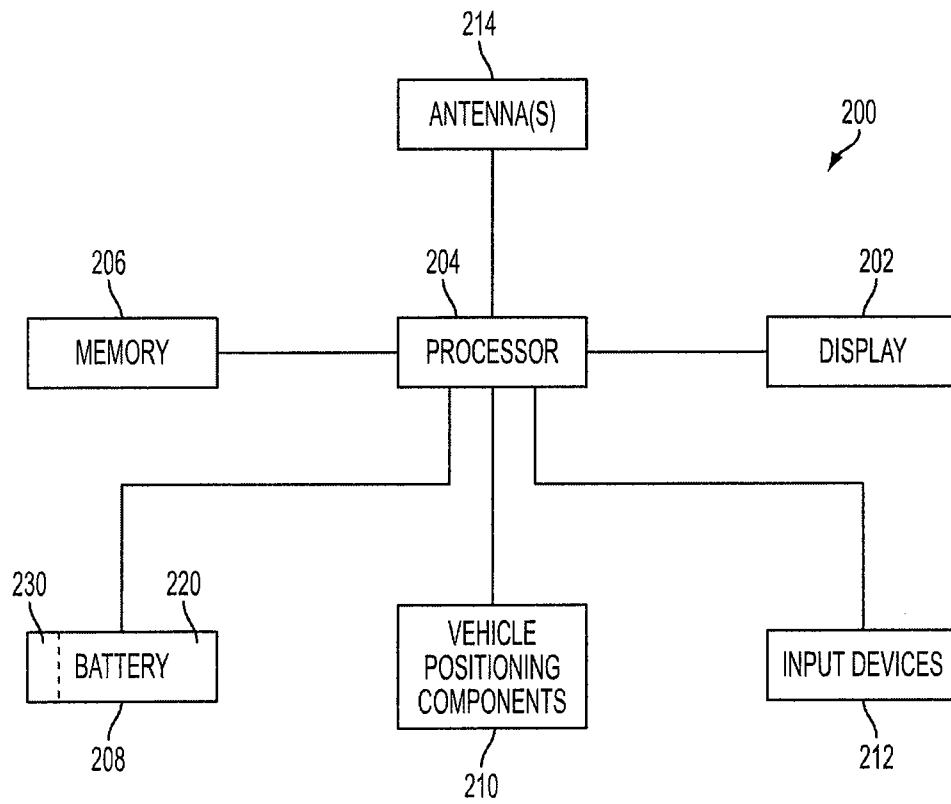 214
ANTENNA(S)
200
206
204
202
MEMORY
PROCESSOR
DISPLAY
230
220
BATTERY
VEHICLE
POSITIONING
COMPONENTS
INPUT DEVICES
208
210
212